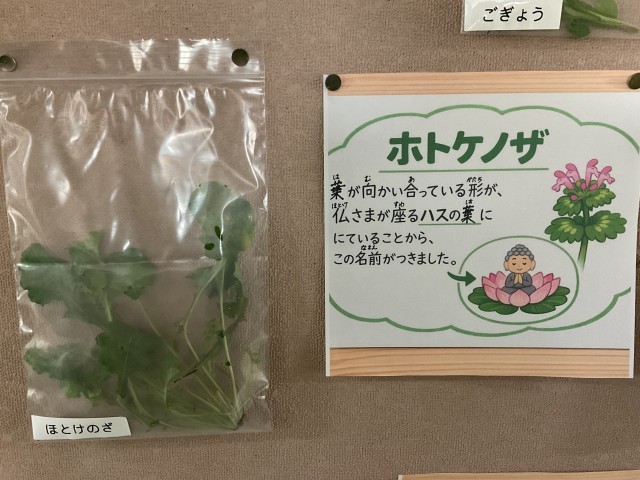 ごぎょう
ホトケノザ
葉が向かい合っている形が、
仏さまが座るハスの葉に
にていることから、
この名前がつきました。
ほとけのざ